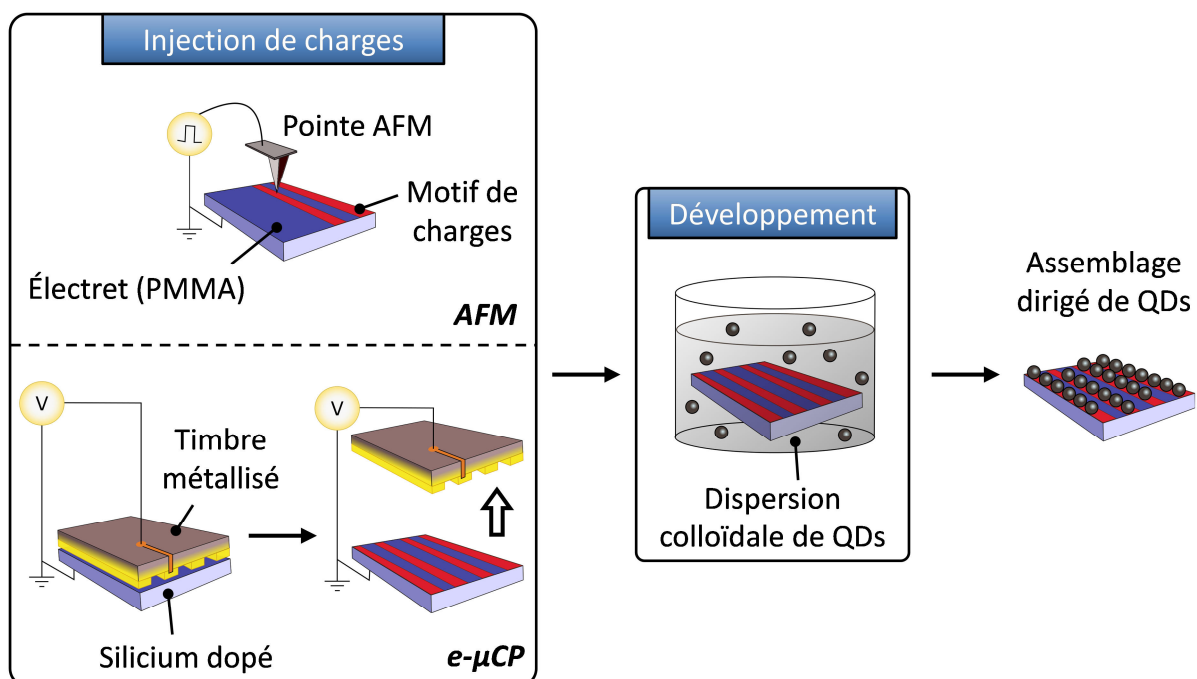 Injection de charges
Pointe AFM
Motif de
charges
Électret (PMMA)
AFM
V
Timbre
métallisé
V
Silicium dopé
e-µCP
Développement
Dispersion
colloïdale de QDs
Assemblage
dirigé de QDs